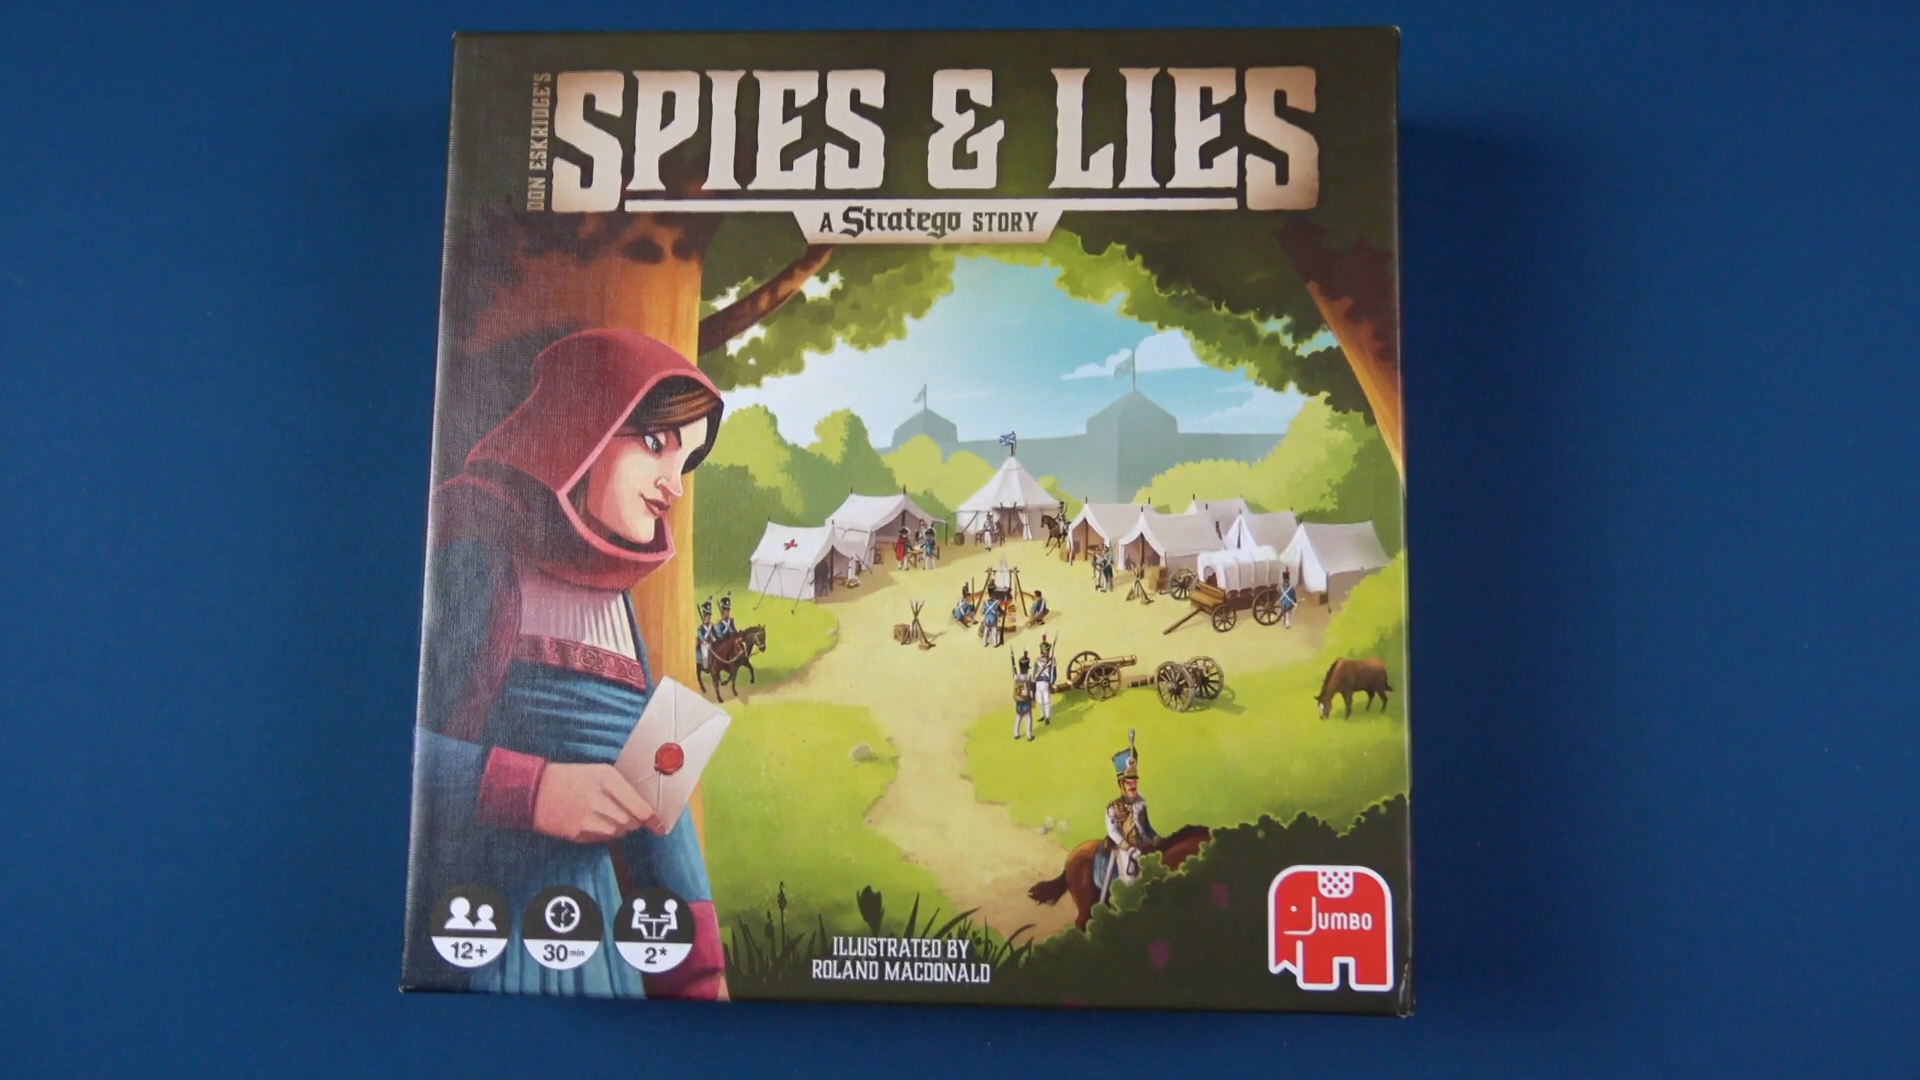 DON ESKRIDGE'S
SPIES & LIES
A Stratego STORY
12+
30 min
2*
ILLUSTRATED BY
ROLAND MACDONALD
JUMBO